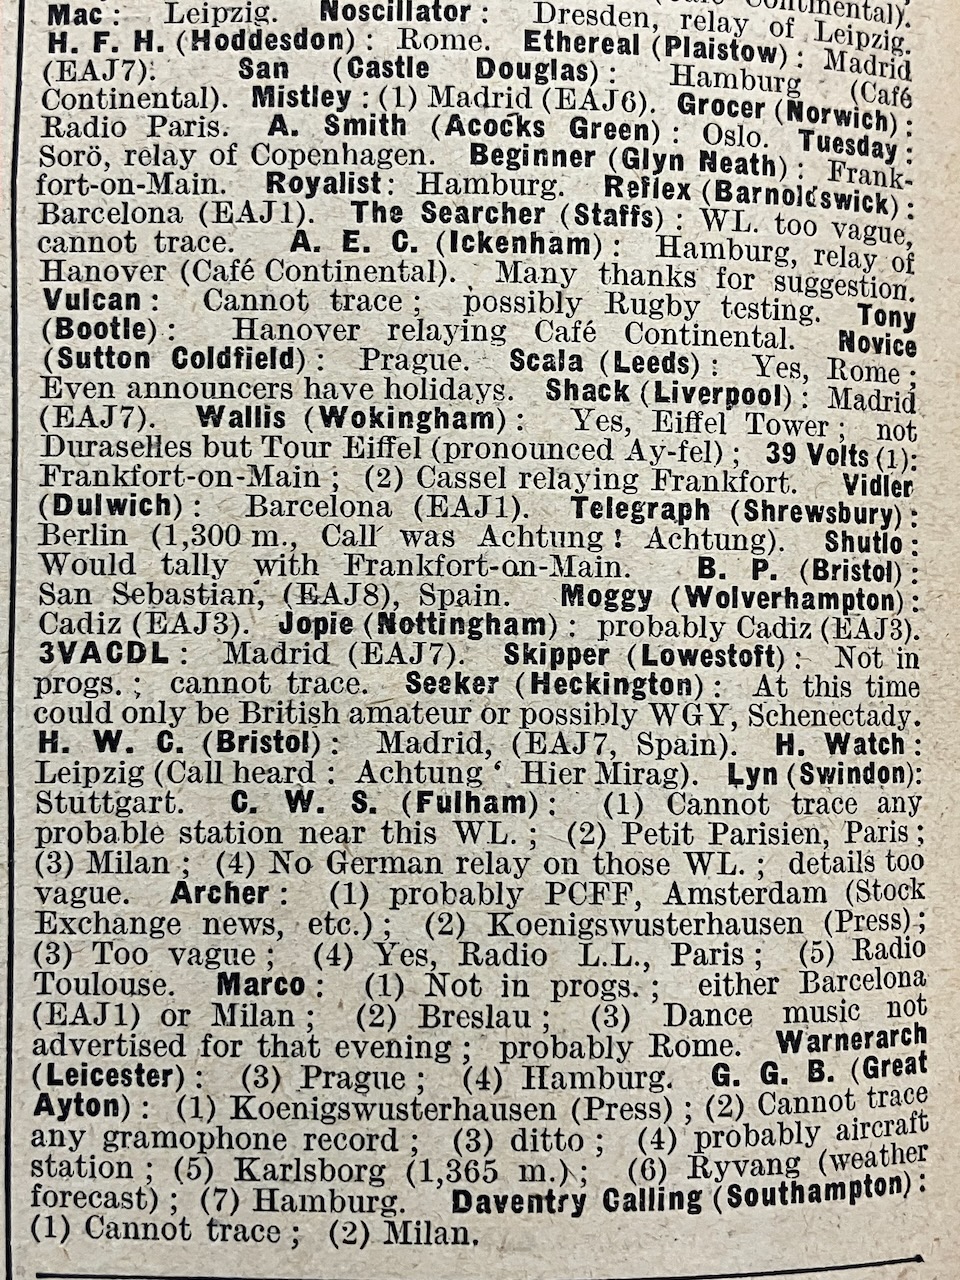 Continental).
Mac : Leipzig. Noscillator : Dresden, relay of Leipzig.
H. F. H. (Hoddesdon) : Rome. Ethereal (Plaistow) : Madrid
(EAJ7): San (Castle Douglas) : Hamburg (Café
Continental). Mistley : (1) Madrid (EAJ6). Grocer (Norwich) :
Radio Paris. A. Smith (Acocks Green) : Oslo. Tuesday :
Sorö, relay of Copenhagen. Beginner (Glyn Neath) : Frank-
fort-on-Main. Royalist : Hamburg. Reflex (Barnoldswick) :
Barcelona (EAJ1). The Searcher (Staffs) : WL. too vague,
cannot trace. A. E. C. (Ickenham) : Hamburg, relay of
Hanover (Café Continental). Many thanks for suggestion.
Vulcan : Cannot trace ; possibly Rugby testing. Tony
(Bootle) : Hanover relaying Café Continental. Novice
(Sutton Coldfield) : Prague. Scala (Leeds) : Yes, Rome ;
Even announcers have holidays. Shack (Liverpool) : Madrid
(EAJ7). Wallis (Wokingham) : Yes, Eiffel Tower ; not
Duraselles but Tour Eiffel (pronounced Ay-fel) ; 39 Volts (1):
Frankfort-on-Main ; (2) Cassel relaying Frankfort. Vidler
(Dulwich) : Barcelona (EAJ1). Telegraph (Shrewsbury) :
Berlin (1,300 m., Call was Achtung ! Achtung). Shutlo :
Would tally with Frankfort-on-Main. B. P. (Bristol) :
San Sebastian, (EAJ8), Spain. Moggy (Wolverhampton) :
Cadiz (EAJ3). Jopie (Nottingham) : probably Cadiz (EAJ3).
3VACDL : Madrid (EAJ7). Skipper (Lowestoft) : Not in
progs. ; cannot trace. Seeker (Heckington) : At this time
could only be British amateur or possibly WGY, Schenectady.
H. W. C. (Bristol) : Madrid, (EAJ7, Spain). H. Watch :
Leipzig (Call heard : Achtung ‘ Hier Mirag). Lyn (Swindon):
Stuttgart. C. W. S. (Fulham) : (1) Cannot trace any
probable station near this WL. ; (2) Petit Parisien, Paris ;
(3) Milan ; (4) No German relay on those WL. ; details too
vague. Archer : (1) probably PCFF, Amsterdam (Stock
Exchange news, etc.) ; (2) Koenigswusterhausen (Press) ;
(3) Too vague ; (4) Yes, Radio L.L., Paris ; (5) Radio
Toulouse. Marco : (1) Not in progs. ; either Barcelona
(EAJ1) or Milan ; (2) Breslau ; (3) Dance music not
advertised for that evening ; probably Rome. Warnerarch
(Leicester) : (3) Prague ; (4) Hamburg. G. G. B. (Great
Ayton) : (1) Koenigswusterhausen (Press) ; (2) Cannot trace
any gramophone record ; (3) ditto ; (4) probably aircraft
station ; (5) Karlsborg (1,365 m.) ; (6) Ryvang (weather
forecast) ; (7) Hamburg. Daventry Calling (Southampton) :
(1) Cannot trace ; (2) Milan.